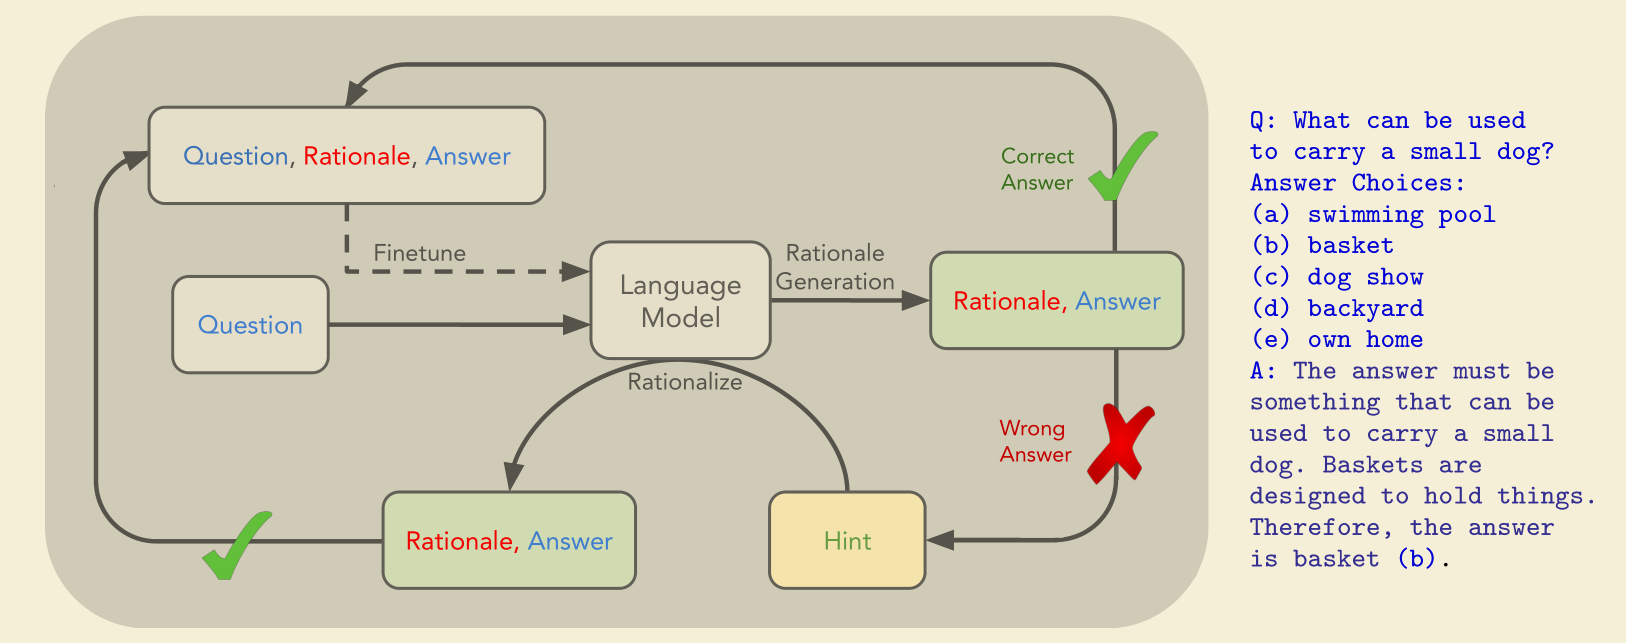 Question, Rationale, Answer
Finetune
Question
Language
Model
Rationale
Generation
Rationale, Answer
Correct
Answer
Wrong
Answer
Rationalize
Hint
Rationale, Answer
Q: What can be used
to carry a small dog?
Answer Choices:
(a) swimming pool
(b) basket
(c) dog show
(d) backyard
(e) own home
A: The answer must be
something that can be
used to carry a small
dog. Baskets are
designed to hold things.
Therefore, the answer
is basket (b).